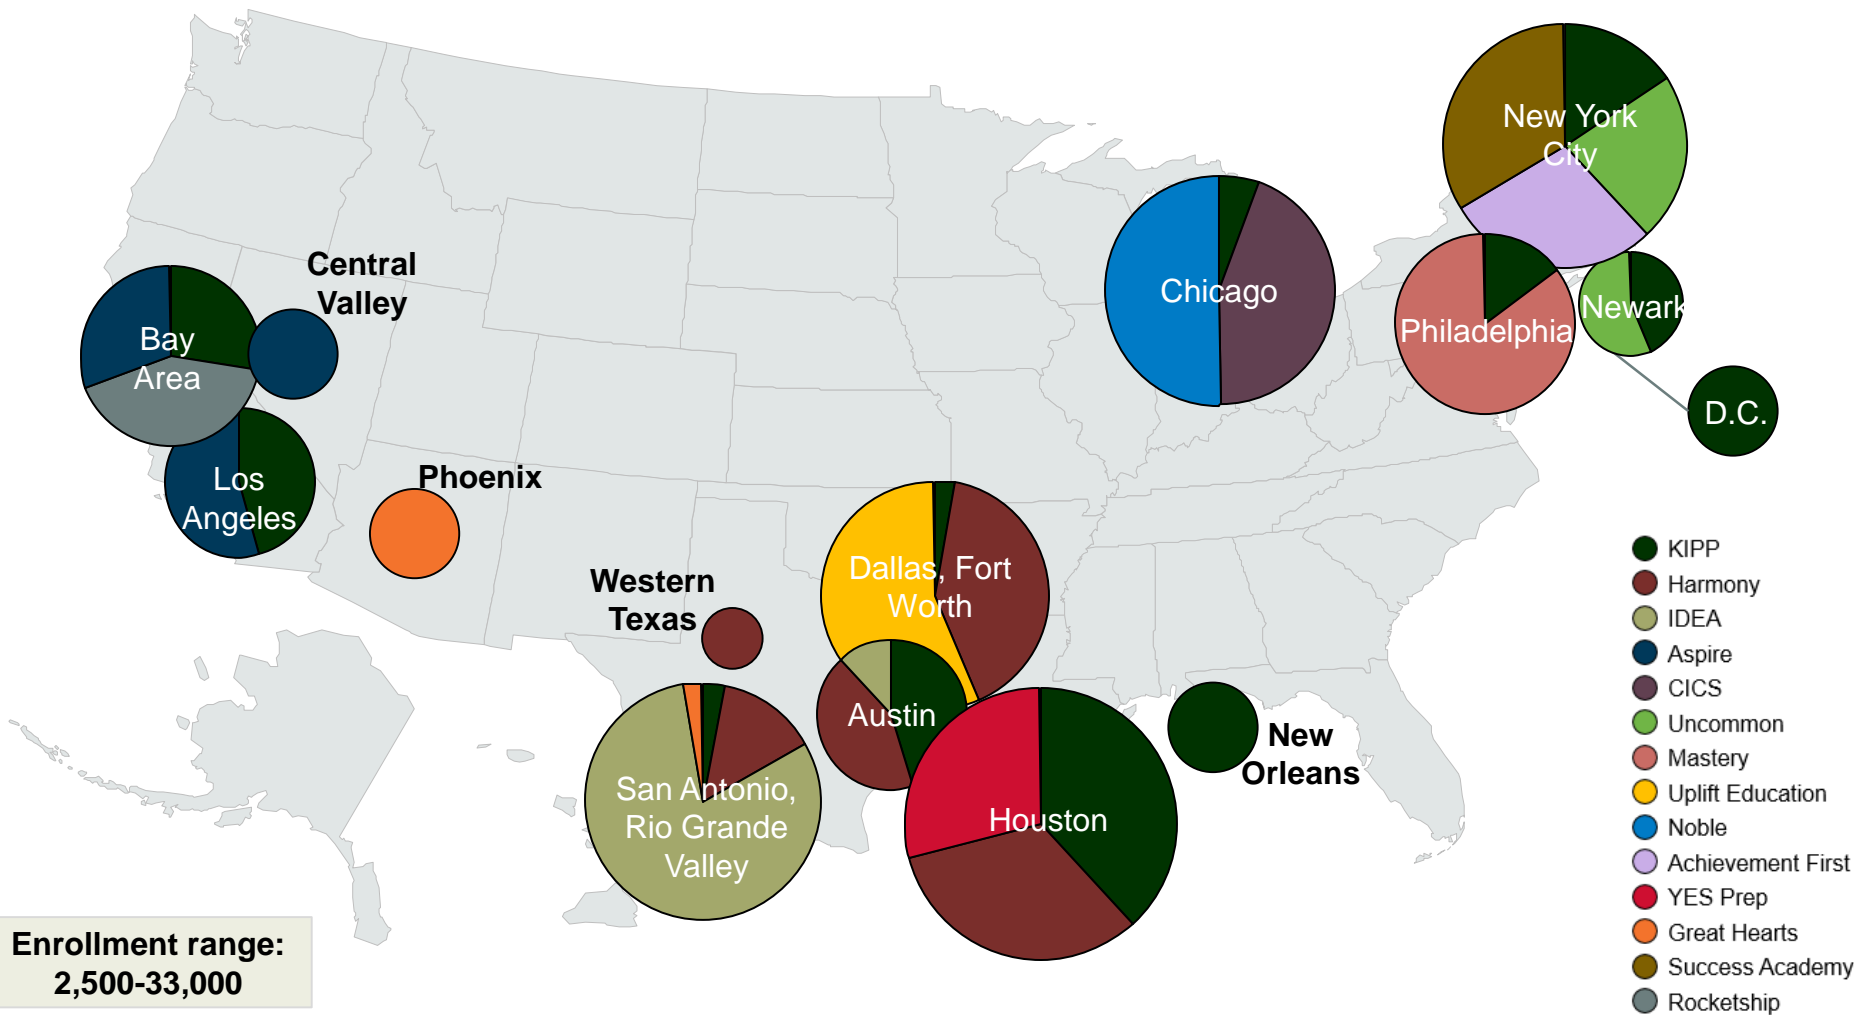 New York
City
Central
Valley
Chicago
Newark
Bay
Area
Philadelphia
D.C.
Los
Angeles
Phoenix
Western
Texas
Dallas, Fort
Worth
Austin
New
Orleans
San Antonio,
Rio Grande
Valley
Houston
KIPP
Harmony
IDEA
Aspire
CICS
Uncommon
Mastery
Uplift Education
Noble
Achievement First
YES Prep
Great Hearts
Success Academy
Rocketship
Enrollment range:
2,500-33,000